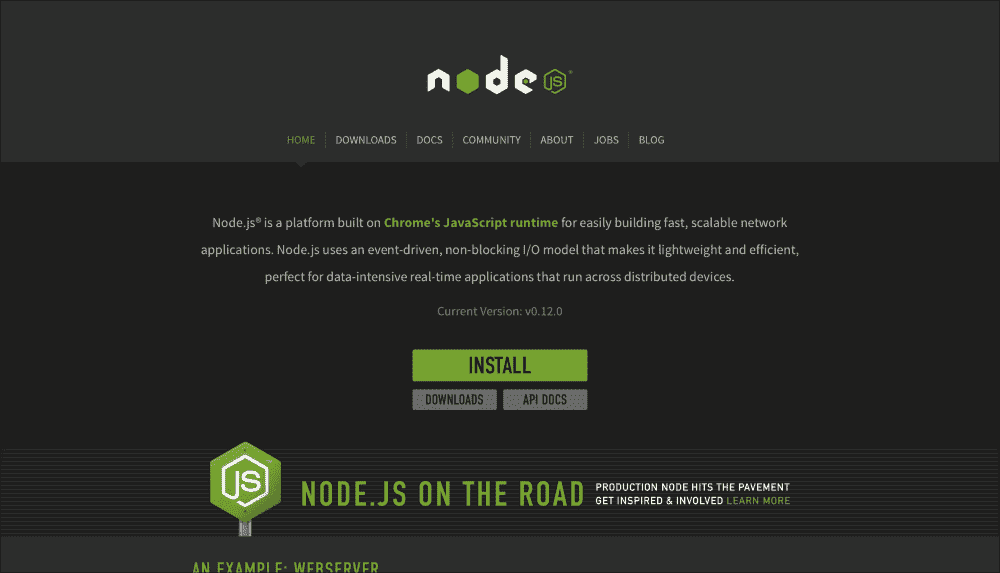 node JS®
HOME DOWNLOADS DOCS COMMUNITY ABOUT JOBS BLOG
Node.js® is a platform built on Chrome's JavaScript runtime for easily building fast, scalable network
applications. Node.js uses an event-driven, non-blocking I/O model that makes it lightweight and efficient,
perfect for data-intensive real-time applications that run across distributed devices.
Current Version: v0.12.0
INSTALL
DOWNLOADS API DOCS
JS
NODE.JS ON THE ROAD
PRODUCTION NODE HITS THE PAVEMENT
GET INSPIRED & INVOLVED LEARN MORE
AN EXAMPLE: WEBSERVER